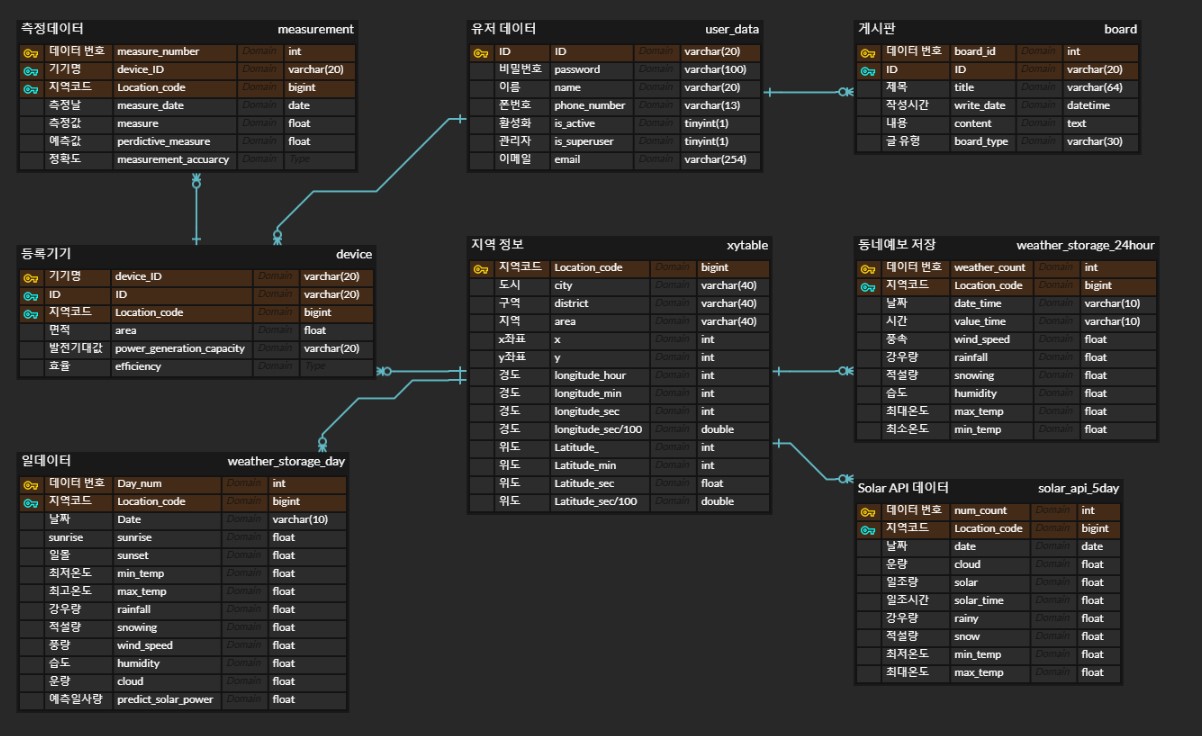 측정데이터 measurement
데이터 번호 measure_number Domain int
기기명 device_ID Domain varchar(20)
지역코드 Location_code Domain bigint
측정날 measure_date Domain date
측정값 measure Domain float
예측값 perdictive_measure Domain float
정확도 measurement_accuarcy Domain Type
유저 데이터 user_data
ID ID Domain varchar(20)
비밀번호 password Domain varchar(100)
이름 name Domain varchar(20)
폰번호 phone_number Domain varchar(13)
활성화 is_active Domain tinyint(1)
관리자 is_superuser Domain tinyint(1)
이메일 email Domain varchar(254)
게시판 board
데이터 번호 board_id Domain int
ID ID Domain varchar(20)
제목 title Domain varchar(64)
작성시간 write_date Domain datetime
내용 content Domain text
글 유형 board_type Domain varchar(30)
등록기기 device
기기명 device_ID Domain varchar(20)
ID ID Domain varchar(20)
지역코드 Location_code Domain bigint
면적 area Domain float
발전기대값 power_generation_capacity Domain varchar(20)
효율 efficiency Domain Type
지역 정보 xytable
지역코드 Location_code Domain bigint
도시 city Domain varchar(40)
구역 district Domain varchar(40)
지역 area Domain varchar(40)
x좌표 x Domain int
y좌표 y Domain int
경도 longitude_hour Domain int
경도 longitude_min Domain int
경도 longitude_sec Domain int
경도 longitude_sec/100 Domain double
위도 Latitude_ Domain int
위도 Latitude_min Domain int
위도 Latitude_sec Domain float
위도 Latitude_sec/100 Domain double
동네예보 저장 weather_storage_24hour
데이터 번호 weather_count Domain int
지역코드 Location_code Domain bigint
날짜 date_time Domain varchar(10)
시간 value_time Domain varchar(10)
풍속 wind_speed Domain float
강우량 rainfall Domain float
적설량 snowing Domain float
습도 humidity Domain float
최대온도 max_temp Domain float
최소온도 min_temp Domain float
일데이터 weather_storage_day
데이터 번호 Day_num Domain int
지역코드 Location_code Domain bigint
날짜 Date Domain varchar(10)
sunrise sunrise Domain float
일몰 sunset Domain float
최저온도 min_temp Domain float
최고온도 max_temp Domain float
강우량 rainfall Domain float
적설량 snowing Domain float
풍량 wind_speed Domain float
습도 humidity Domain float
운량 cloud Domain float
예측일사량 predict_solar_power Domain float
Solar API 데이터 solar_api_5day
데이터 번호 num_count Domain int
지역코드 Location_code Domain bigint
날짜 date Domain date
운량 cloud Domain float
일조량 solar Domain float
일조시간 solar_time Domain float
강우량 rainy Domain float
적설량 snow Domain float
최저온도 min_temp Domain float
최대온도 max_temp Domain float